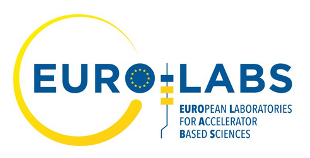 EURO-LABS
EUROPEAN LABORATORIES
FOR ACCELERATOR
BASED SCIENCES